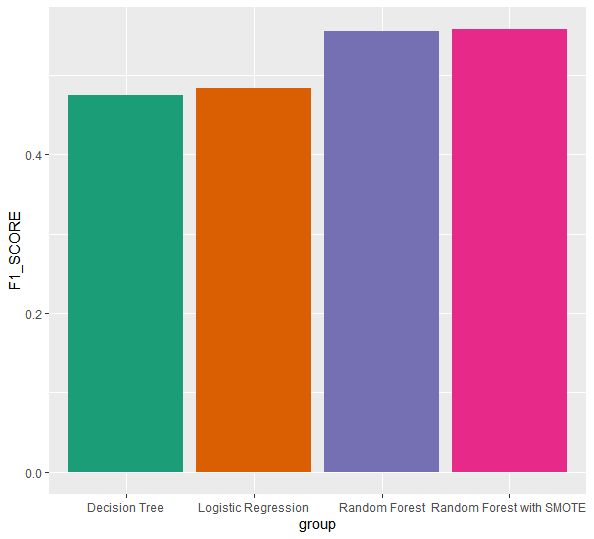 F1_SCORE
0.4
0.2
0.0
Decision Tree
Logistic Regression
Random Forest
Random Forest with SMOTE
group